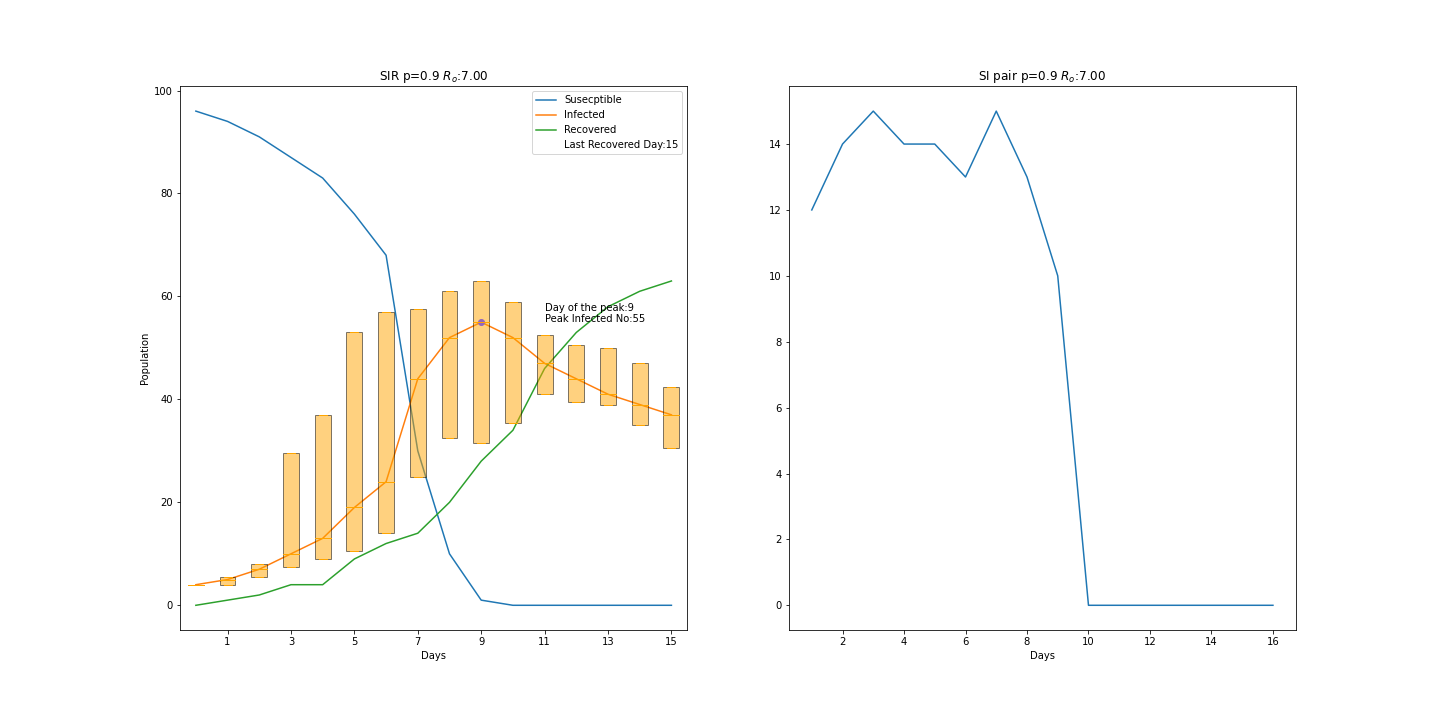 SIR p=0.9 Rₒ:7.00
100
80
60
40
20
0
Population
Susecptible
Infected
Recovered
Last Recovered Day:15
Day of the peak:9
Peak Infected No:55
1 3 5 7 9 11 13 15
Days
SI pair p=0.9 Rₒ:7.00
14
12
10
8
6
4
2
0
2 4 6 8 10 12 14 16
Days